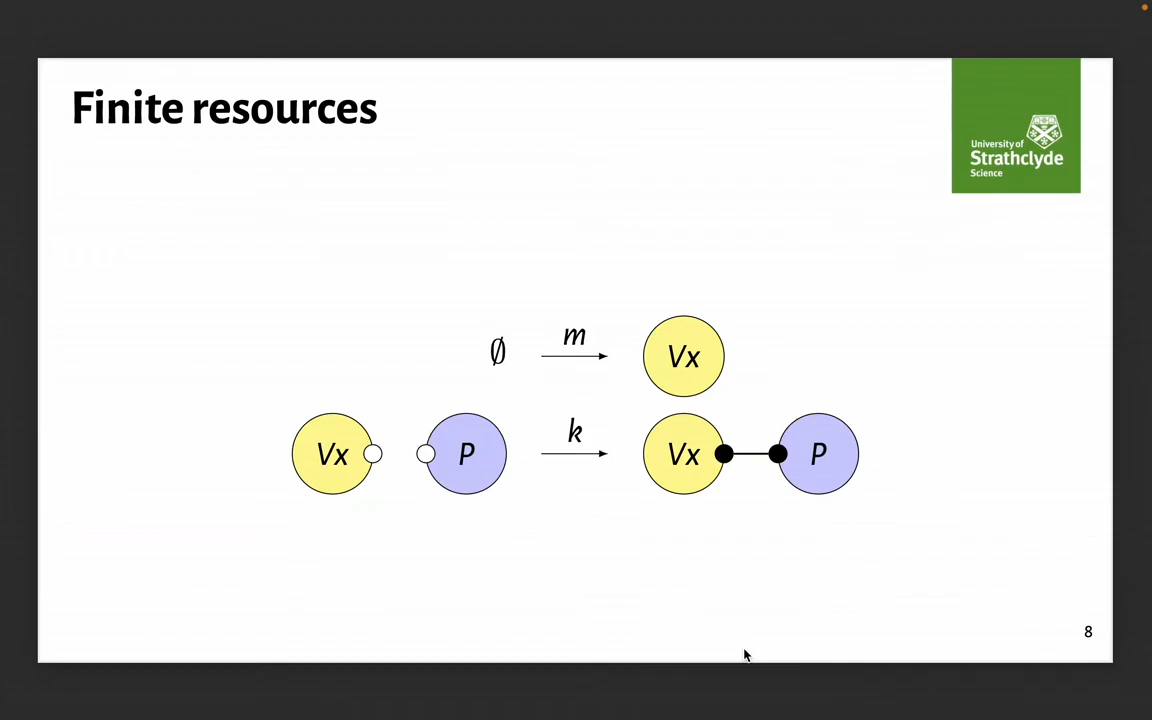 Finite resources
University of
Strathclyde
Science
∅ m Vx
Vx P k Vx P
8